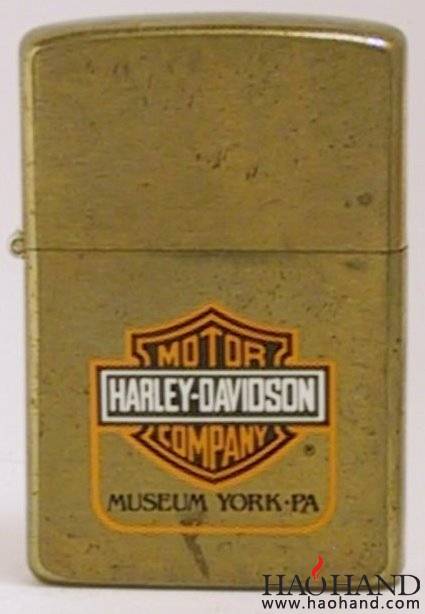 MOTOR
HARLEY-DAVIDSON
COMPANY
®
MUSEUM YORK·PA
HAOHAND
www.haohand.com